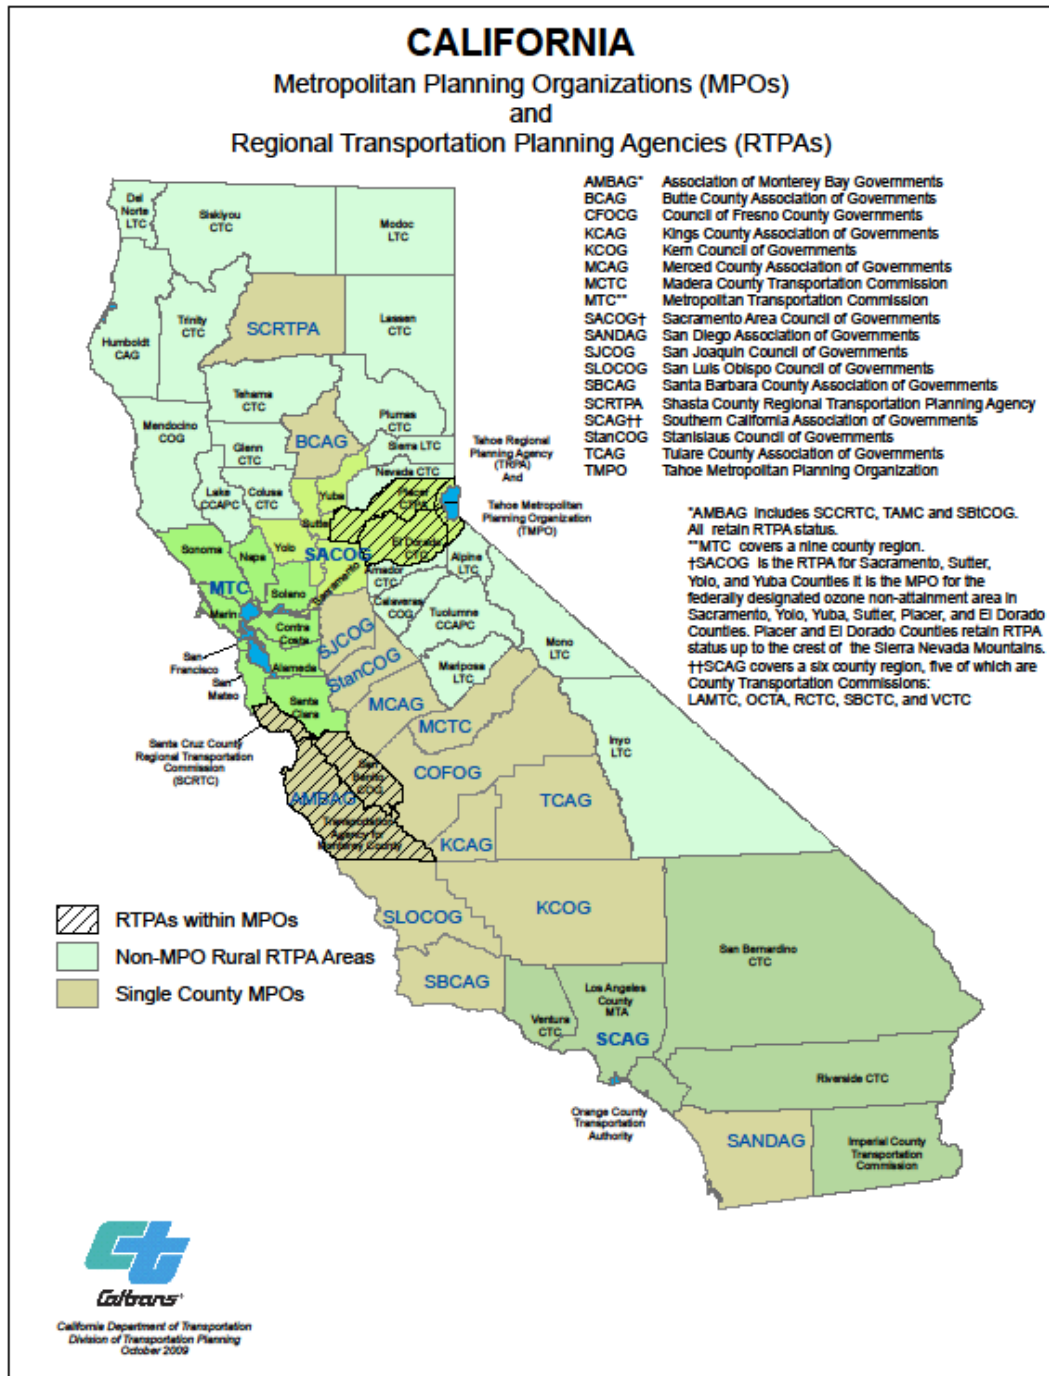 CALIFORNIA
Metropolitan Planning Organizations (MPOs)
and
Regional Transportation Planning Agencies (RTPAs)
AMBAG* Association of Monterey Bay Governments
BCAG Butte County Association of Governments
CFOCG Council of Fresno County Governments
KCAG Kings County Association of Governments
KCOG Kern Council of Governments
MCAG Merced County Association of Governments
MCTC Madera County Transportation Commission
MTC** Metropolitan Transportation Commission
SACOG† Sacramento Area Council of Governments
SANDAG San Diego Association of Governments
SJCOG San Joaquin Council of Governments
SLOCOG San Luis Obispo Council of Governments
SBCAG Santa Barbara County Association of Governments
SCRTPA Shasta County Regional Transportation Planning Agency
SCAG†† Southern California Association of Governments
StanCOG Stanislaus Council of Governments
TCAG Tulare County Association of Governments
TMPO Tahoe Metropolitan Planning Organization
*AMBAG includes SCCRTC, TAMC and SBtCOG.
All retain RTPA status.
**MTC covers a nine county region.
†SACOG is the RTPA for Sacramento, Sutter,
Yolo, and Yuba Counties It is the MPO for the
federally designated ozone non-attainment area in
Sacramento, Yolo, Yuba, Sutter, Placer, and El Dorado
Counties. Placer and El Dorado Counties retain RTPA
status up to the crest of the Sierra Nevada Mountains.
††SCAG covers a six county region, five of which are
County Transportation Commissions:
LAMTC, OCTA, RCTC, SBCTC, and VCTC
Del
Norte
LTC
Siskiyou
CTC
Modoc
LTC
Humboldt
CAG
Trinity
CTC
SCRTPA
Lassen
CTC
Tehama
CTC
Plumas
CTC
Mendocino
COG
Glenn
CTC
BCAG
Sierra LTC
Nevada CTC
Tahoe Regional
Planning Agency
(TRPA)
And
Tahoe Metropolitan
Planning Organization
(TMPO)
Lake
CCAPC
Colusa
CTC
Yuba
Sutter
Placer
CTPA
El Dorado
CTC
Sonoma
Napa
Yolo
SACOG
Sacramento
Alpine
LTC
Amador
CTC
MTC
Solano
Marin
Calaveras
COG
Tuolumne
CCAPC
Mono
LTC
Contra
Costa
San
Francisco
Alameda
San
Mateo
Santa
Clara
SJCOG
StanCOG
Mariposa
LTC
MCAG
MCTC
Santa Cruz County
Regional Transportation
Commission
(SCRTC)
San
Benito
COG
COFOG
Inyo
LTC
AMBAG
Transportation
Agency for
Monterey County
TCAG
KCAG
SLOCOG
KCOG
SBCAG
San Bernardino
CTC
Los Angeles
County
MTA
Ventura
CTC
SCAG
Riverside CTC
Orange County
Transportation
Authority
SANDAG
Imperial County
Transportation
Commission
RTPAs within MPOs
Non-MPO Rural RTPA Areas
Single County MPOs
ct
Caltrans
California Department of Transportation
Division of Transportation Planning
October 2009